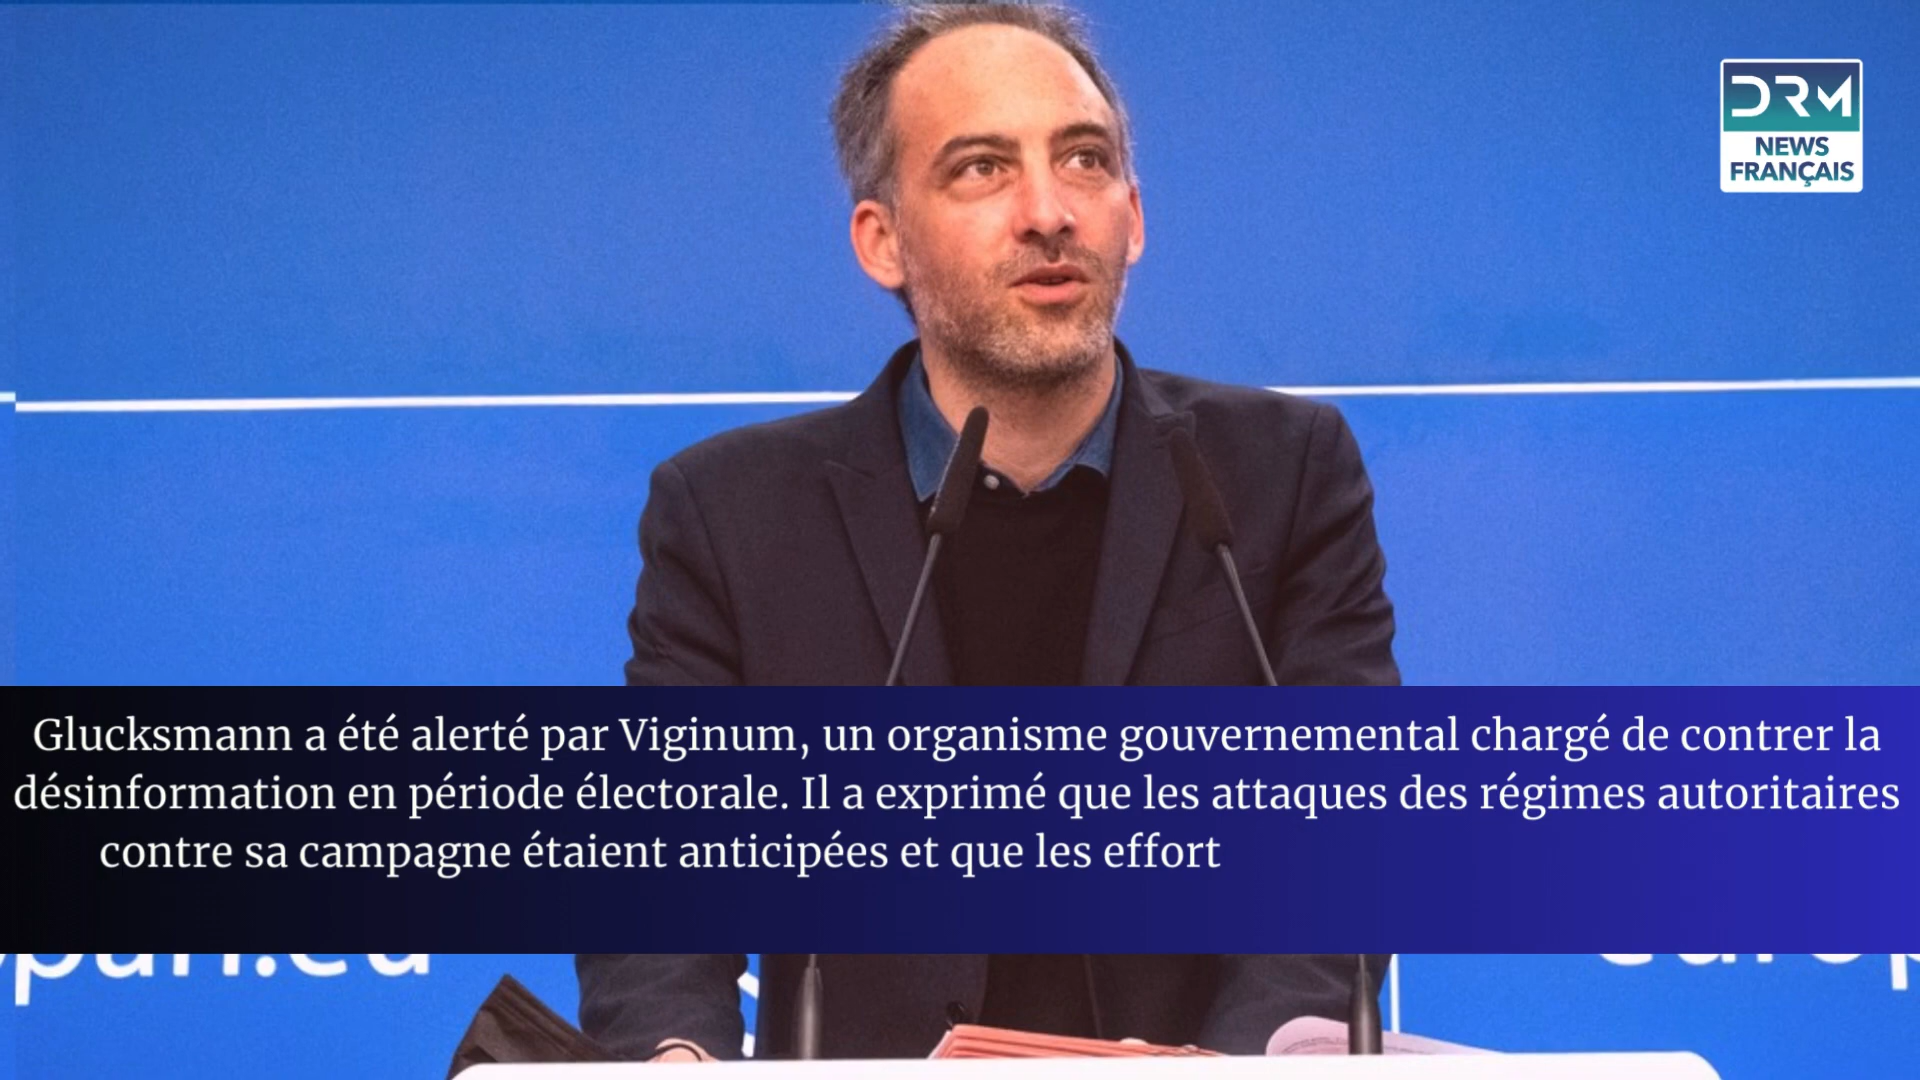 DRM
NEWS
FRANÇAIS
Glucksmann a été alerté par Viginum, un organisme gouvernemental chargé de contrer la
désinformation en période électorale. Il a exprimé que les attaques des régimes autoritaires
contre sa campagne étaient anticipées et que les effort